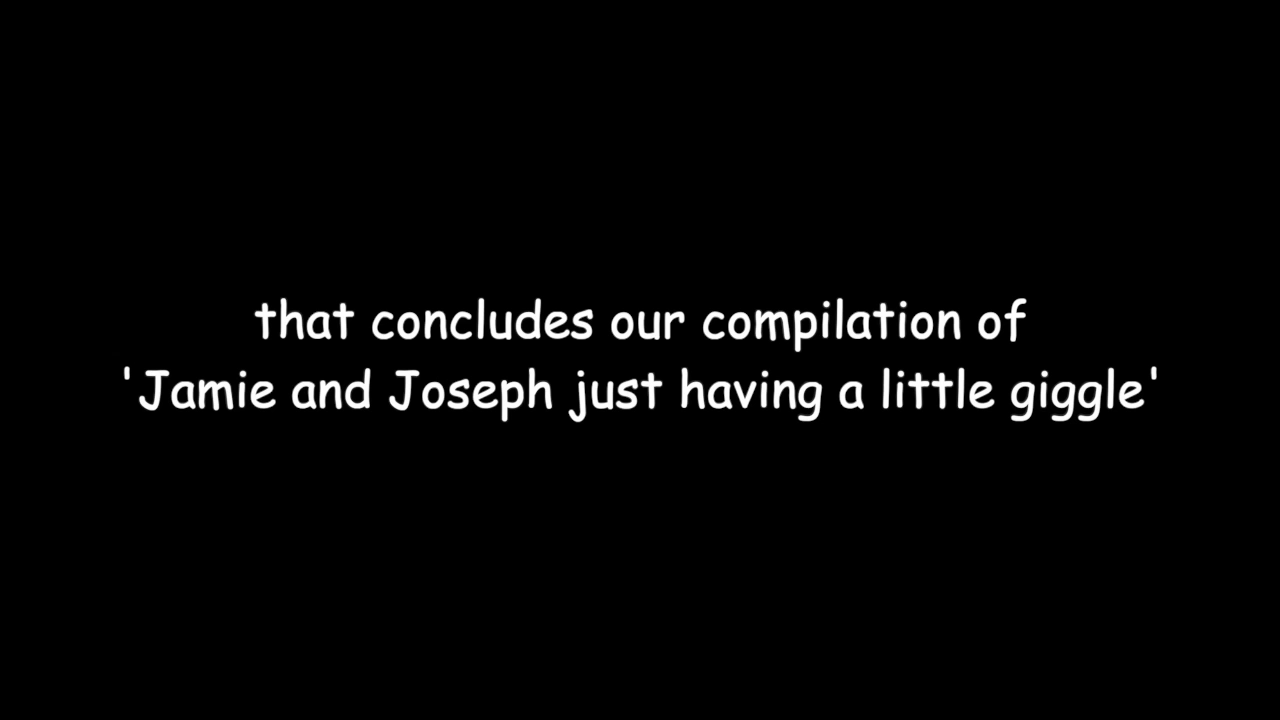 that concludes our compilation of
'Jamie and Joseph just having a little giggle'